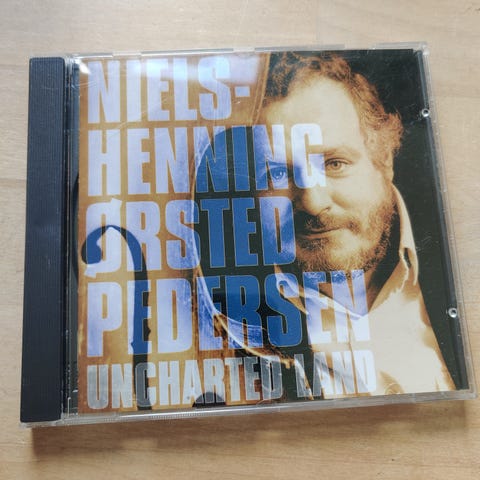 NIELS-
HENNING
ØRSTED
PEDERSEN
UNCHARTED LAND